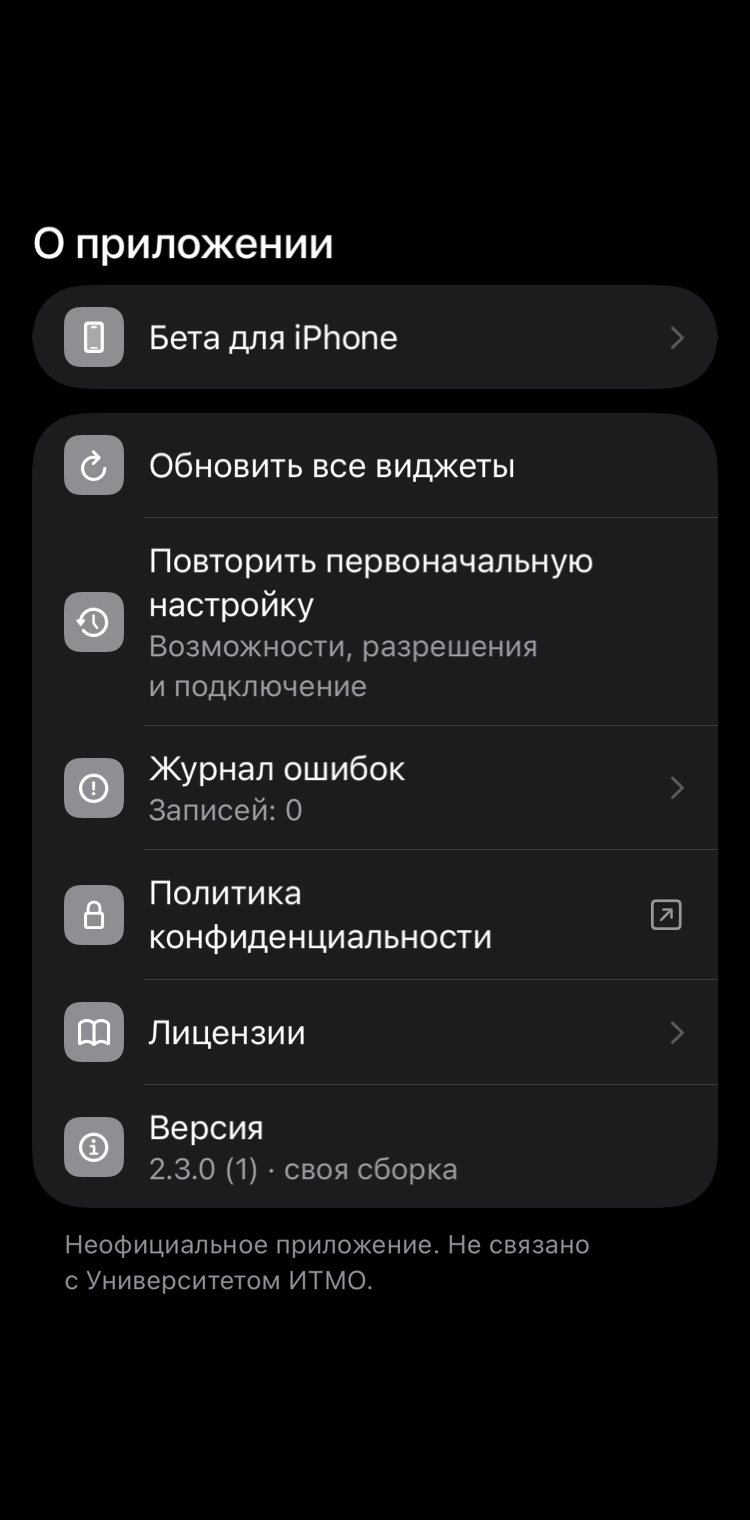 О приложении
Бета для iPhone
Обновить все виджеты
Повторить первоначальную
настройку
Возможности, разрешения
и подключение
Журнал ошибок
Записей: 0
Политика
конфиденциальности
Лицензии
Версия
2.3.0 (1) · своя сборка
Неофициальное приложение. Не связано
с Университетом ИТМО.